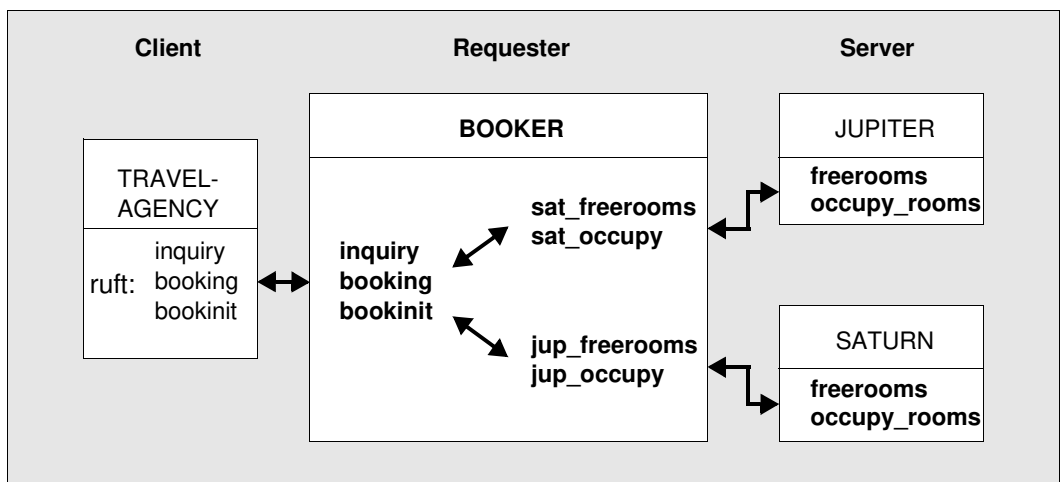 Client
Requester
Server
TRAVEL-
AGENCY
ruft:
inquiry
booking
bookinit
BOOKER
inquiry
booking
bookinit
sat_freerooms
sat_occupy
jup_freerooms
jup_occupy
JUPITER
freerooms
occupy_rooms
SATURN
freerooms
occupy_rooms